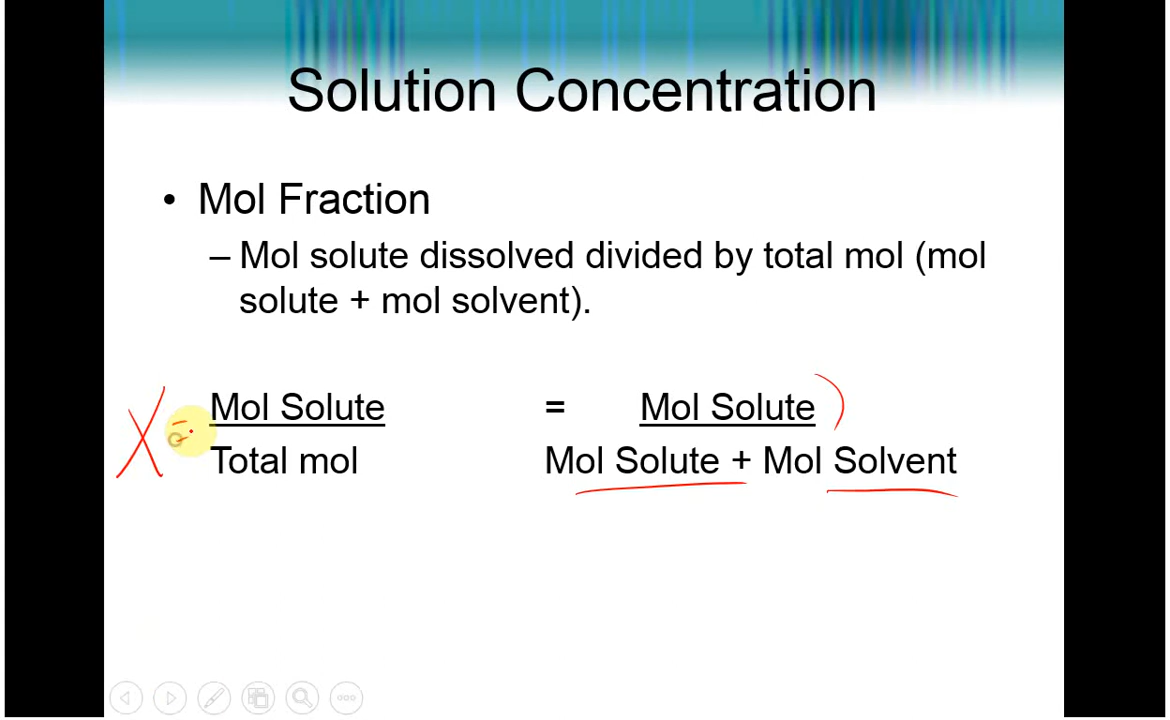 Solution Concentration
• Mol Fraction
– Mol solute dissolved divided by total mol (mol
solute + mol solvent).
X = Mol Solute = Mol Solute
Total mol Mol Solute + Mol Solvent